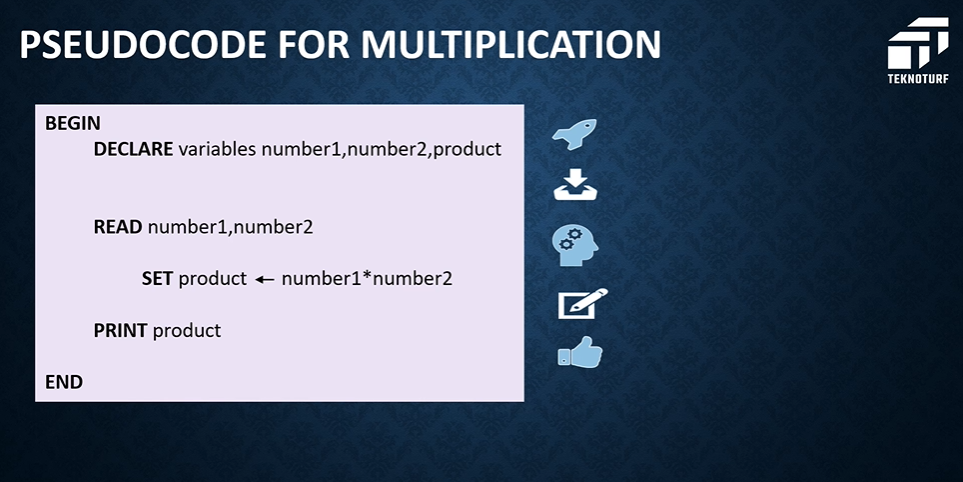 PSEUDOCODE FOR MULTIPLICATION
TEKNOTURF
BEGIN
DECLARE variables number1,number2,product
READ number1,number2
SET product ← number1*number2
PRINT product
END